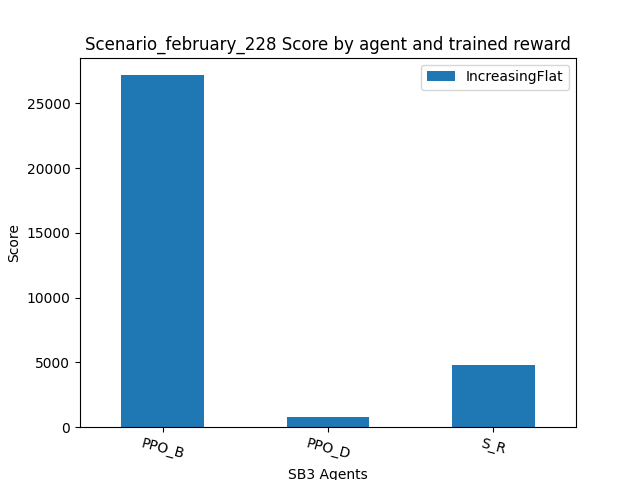 Scenario_february_228 Score by agent and trained reward
IncreasingFlat
Score
25000
20000
15000
10000
5000
0
PPO_B
PPO_D
S_R
SB3 Agents